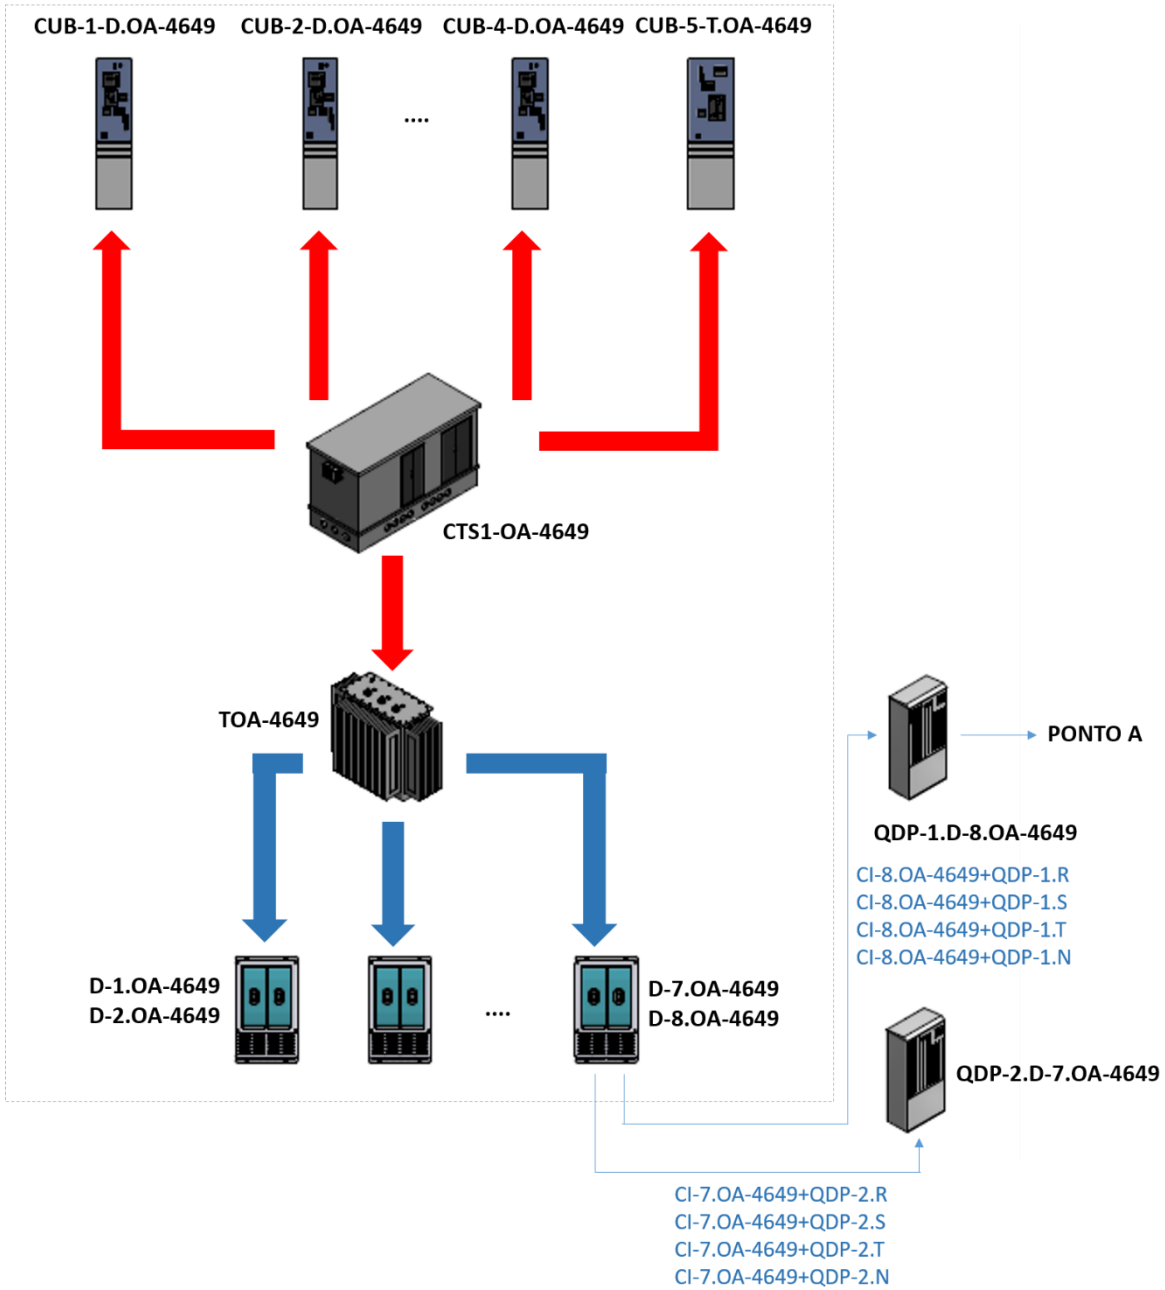 CUB-1-D.OA-4649
CUB-2-D.OA-4649
CUB-4-D.OA-4649
CUB-5-T.OA-4649
....
CTS1-OA-4649
TOA-4649
PONTO A
QDP-1.D-8.OA-4649
CI-8.OA-4649+QDP-1.R
CI-8.OA-4649+QDP-1.S
CI-8.OA-4649+QDP-1.T
CI-8.OA-4649+QDP-1.N
D-1.OA-4649
D-2.OA-4649
....
D-7.OA-4649
D-8.OA-4649
QDP-2.D-7.OA-4649
CI-7.OA-4649+QDP-2.R
CI-7.OA-4649+QDP-2.S
CI-7.OA-4649+QDP-2.T
CI-7.OA-4649+QDP-2.N